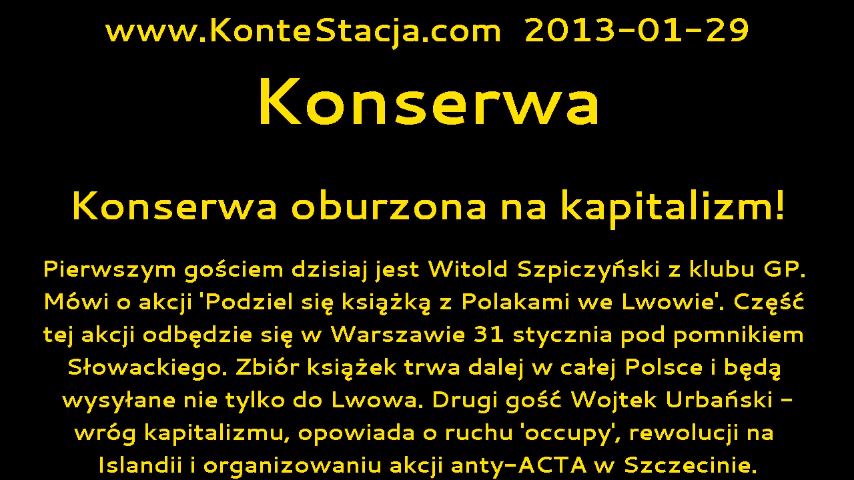 www.KonteStacja.com 2013-01-29
Konserwa
Konserwa oburzona na kapitalizm!
Pierwszym gościem dzisiaj jest Witold Szpiczyński z klubu GP.
Mówi o akcji 'Podziel się książką z Polakami we Lwowie'. Część
tej akcji odbędzie się w Warszawie 31 stycznia pod pomnikiem
Słowackiego. Zbiór książek trwa dalej w całej Polsce i będą
wysyłane nie tylko do Lwowa. Drugi gość Wojtek Urbański -
wróg kapitalizmu, opowiada o ruchu 'occupy', rewolucji na
Islandii i organizowaniu akcji anty-ACTA w Szczecinie.